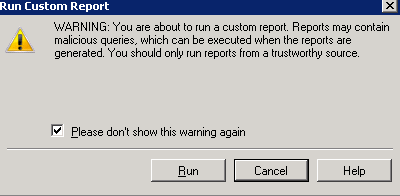 Run Custom Report
WARNING: You are about to run a custom report. Reports may contain
malicious queries, which can be executed when the reports are
generated. You should only run reports from a trustworthy source.
Please don't show this warning again
Run
Cancel
Help